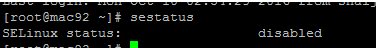 [root@mac92 ~]# sestatus
SELinux status:                 disabled
[root@mac92 ~]#